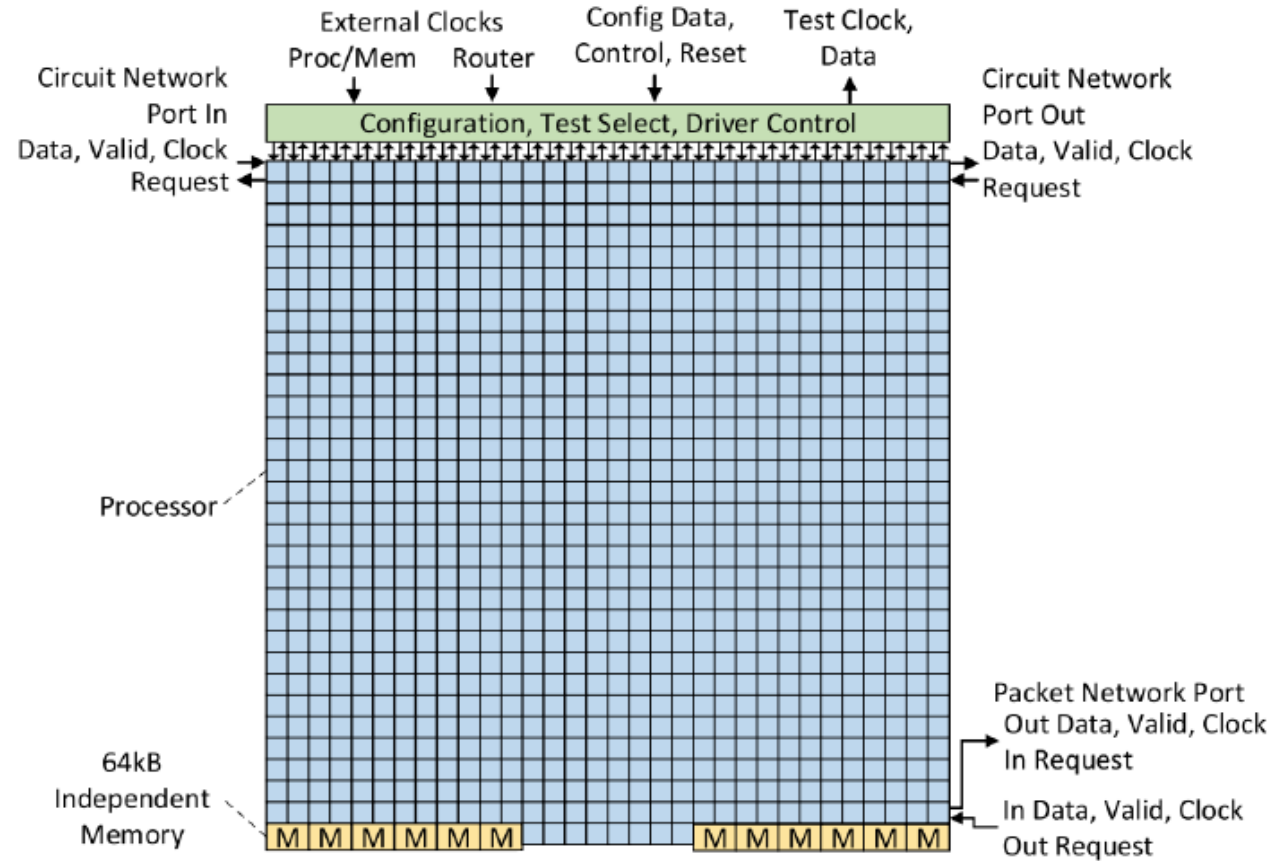 External Clocks
Proc/Mem
Router
Config Data,
Control, Reset
Test Clock,
Data
Circuit Network
Port In
Data, Valid, Clock
Request
Configuration, Test Select, Driver Control
Circuit Network
Port Out
Data, Valid, Clock
Request
Processor
64kB
Independent
Memory
M M M M M M
M M M M M M
Packet Network Port
Out Data, Valid, Clock
In Request
In Data, Valid, Clock
Out Request